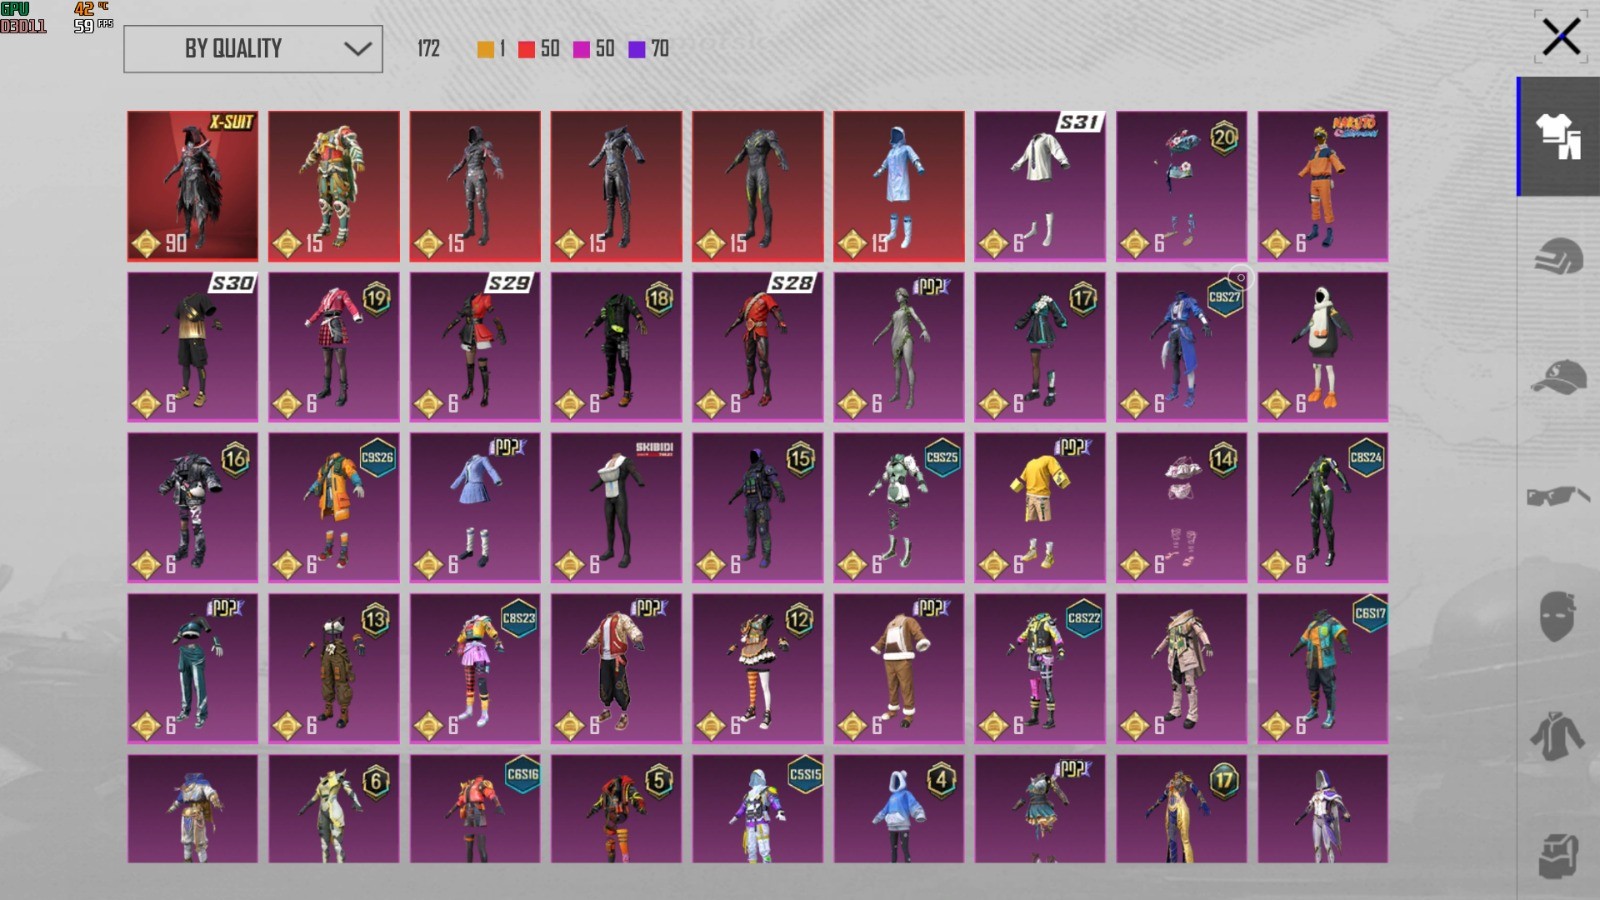 GPU 42 °C
D3D11 59 FPS
BY QUALITY 172 1 50 50 70
X-SUIT S31 20 NARUTO
90 15 15 15 15 15 6 6 6
S30 19 S29 18 S28 17 C9S27
6 6 6 6 6 6 6 6 6
16 C9S26 SKIBIDI 15 C9S25 14 C8S24
6 6 6 6 6 6 6 6 6
13 C8S23 12 C8S22 C6S17
6 6 6 6 6 6 6 6 6
6 C6S16 5 C5S15 4 17